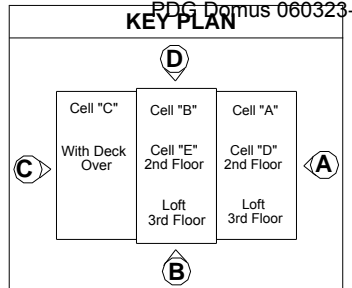 PDG Domus 060323-
KEY PLAN
D
Cell "C"
With Deck
Over
Cell "B"
Cell "E"
2nd Floor
Loft
3rd Floor
Cell "A"
Cell "D"
2nd Floor
Loft
3rd Floor
C
A
B